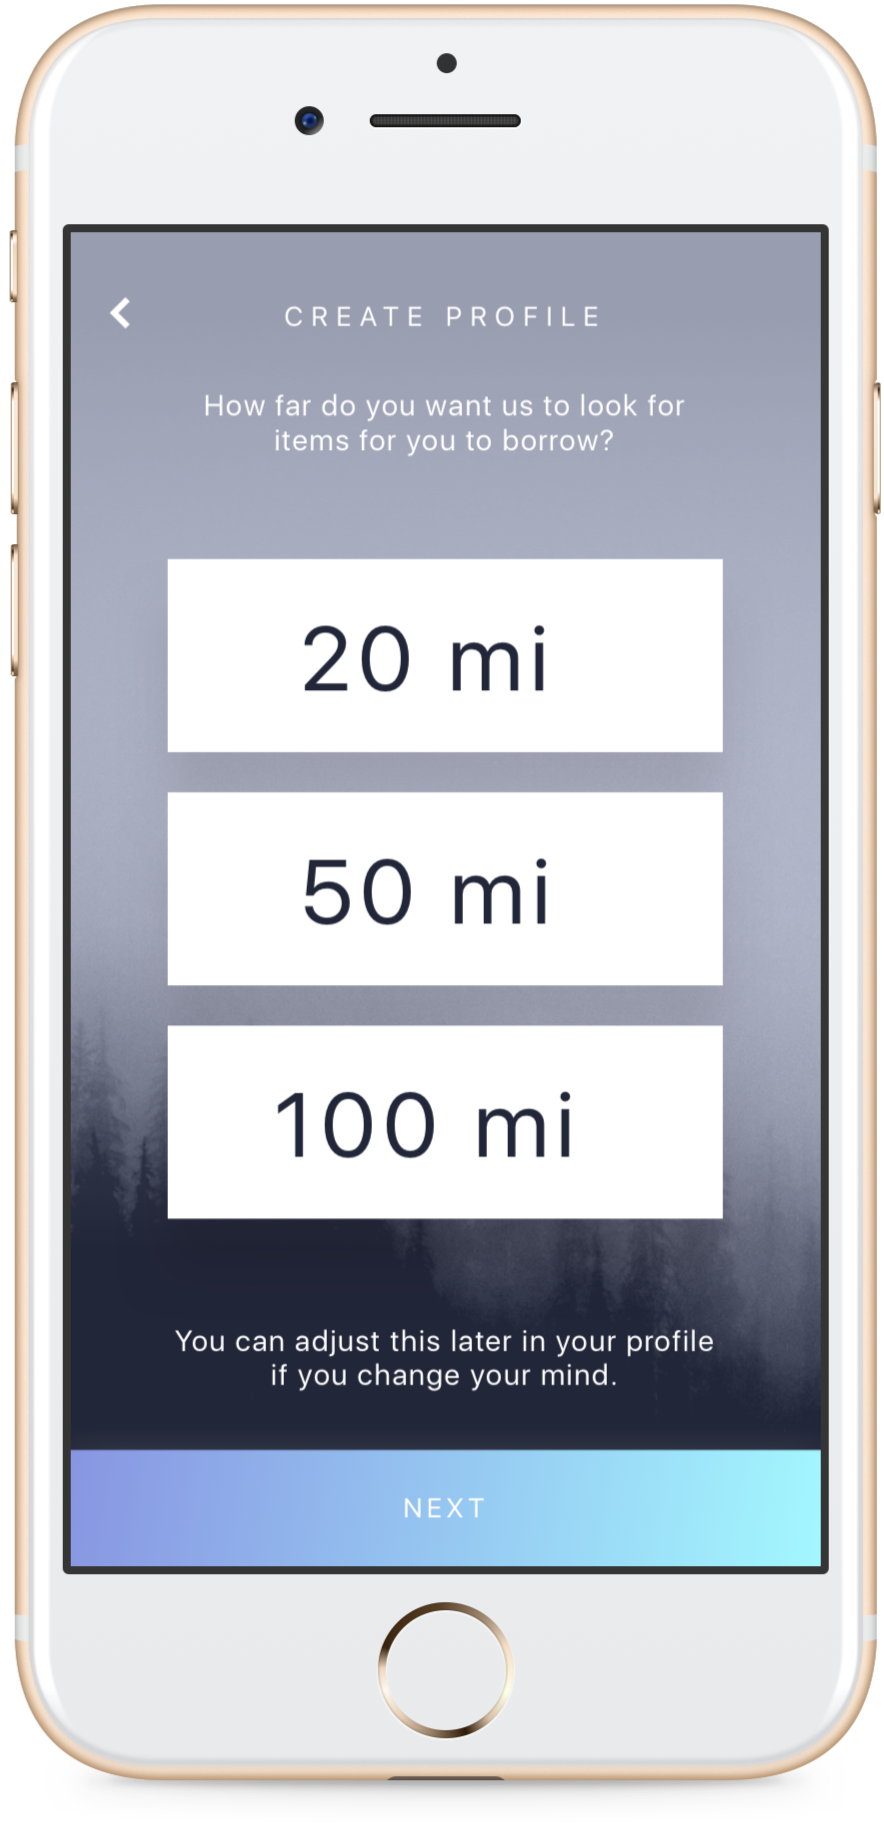 CREATE PROFILE
How far do you want us to look for
items for you to borrow?
20 mi
50 mi
100 mi
You can adjust this later in your profile
if you change your mind.
NEXT